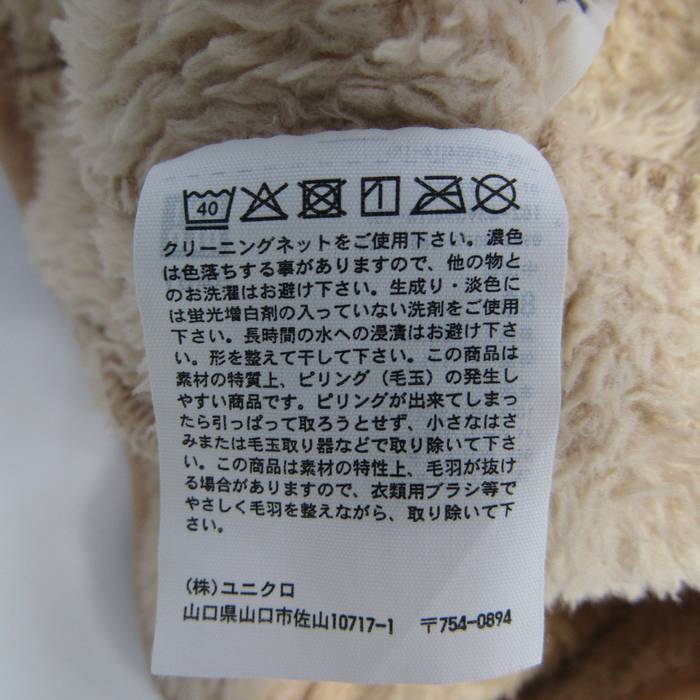 40
クリーニングネットをご使用下さい。濃色
は色落ちする事がありますので、他の物と
のお洗濯はお避け下さい。生成り・淡色に
は蛍光増白剤の入っていない洗剤をご使用
下さい。長時間の水への浸漬はお避け下さ
い。形を整えて干して下さい。この商品は
素材の特質上、ピリング（毛玉）の発生し
やすい商品です。ピリングが出来てしまっ
たら引っぱって取ろうとせず、小さなはさ
みまたは毛玉取り器などで取り除いて下さ
い。この商品は素材の特性上、毛羽が抜け
る場合がありますので、衣類用ブラシ等で
やさしく毛羽を整えながら、取り除いて下
さい。
(株)ユニクロ
山口県山口市佐山10717-1 〒754-0894